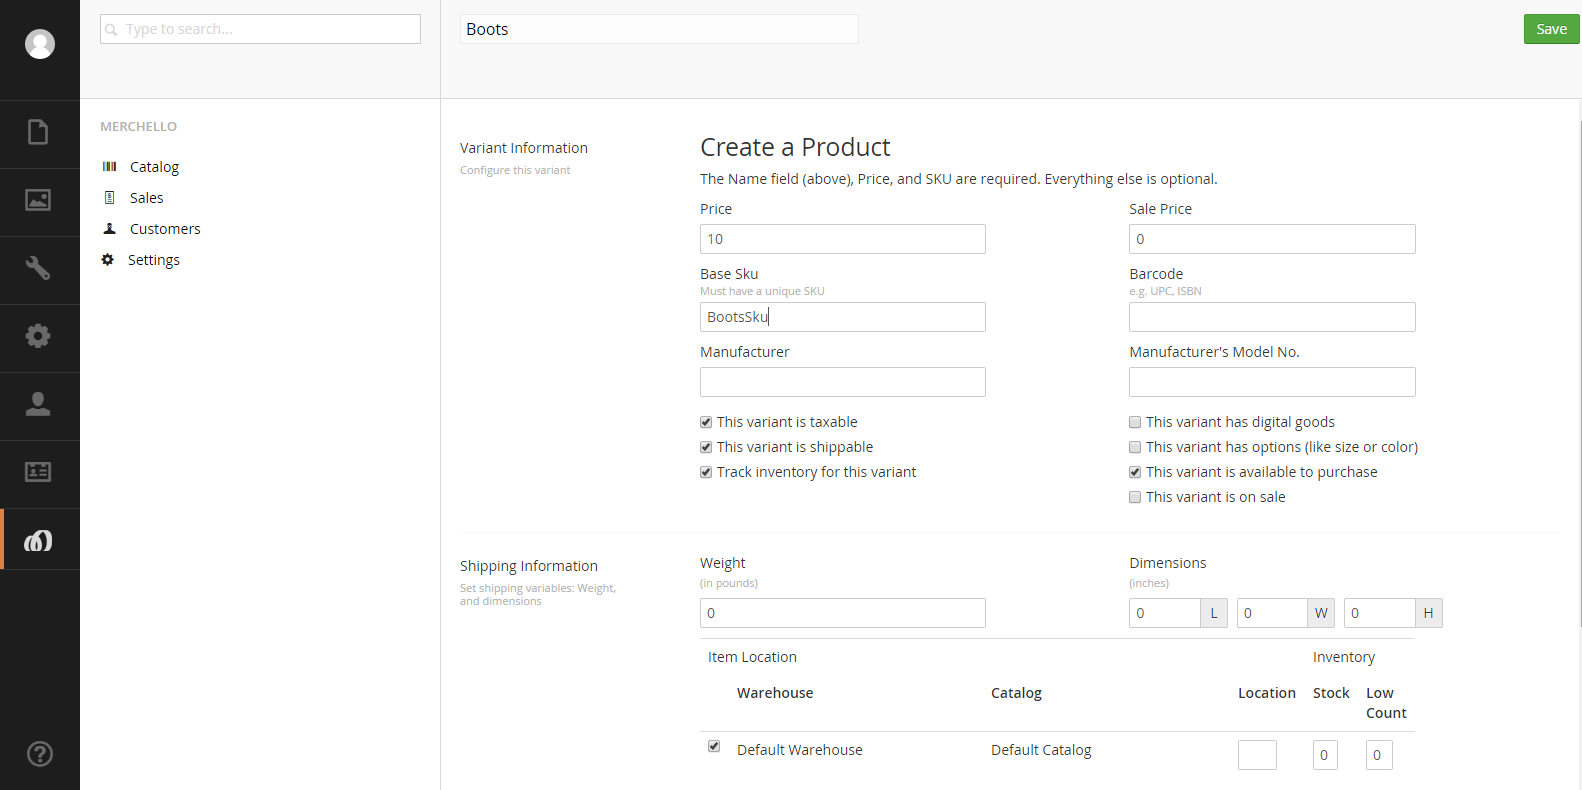 Type to search...
Boots
Save
MERCHELLO
Catalog
Sales
Customers
Settings
Variant Information
Configure this variant
Create a Product
The Name field (above), Price, and SKU are required. Everything else is optional.
Price
Sale Price
10
0
Base Sku
Must have a unique SKU
Barcode
e.g. UPC, ISBN
BootsSku
Manufacturer
Manufacturer's Model No.
This variant is taxable
This variant has digital goods
This variant is shippable
This variant has options (like size or color)
Track inventory for this variant
This variant is available to purchase
This variant is on sale
Shipping Information
Set shipping variables: Weight,
and dimensions
Weight
(in pounds)
Dimensions
(inches)
0
0 L 0 W 0 H
Item Location
Inventory
Warehouse Catalog Location Stock Low
Count
Default Warehouse Default Catalog 0 0
?